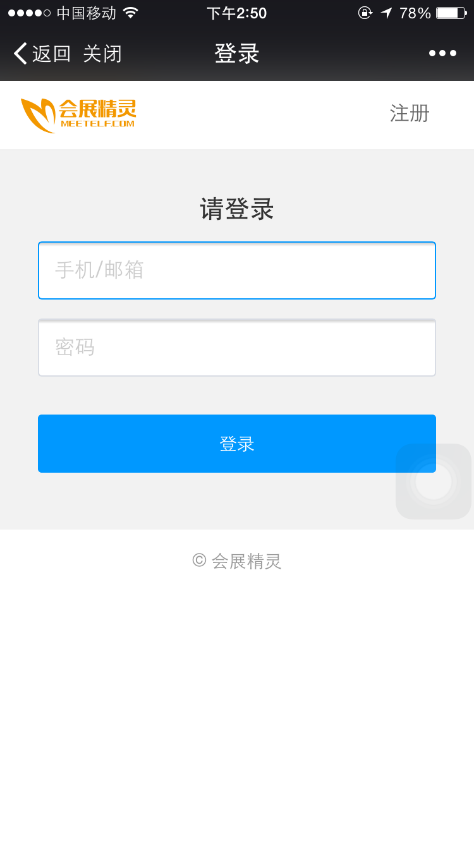 中国移动 下午2:50 78%
返回 关闭 登录
会展精灵 注册
MEETELF.COM
请登录
手机/邮箱
密码
登录
© 会展精灵